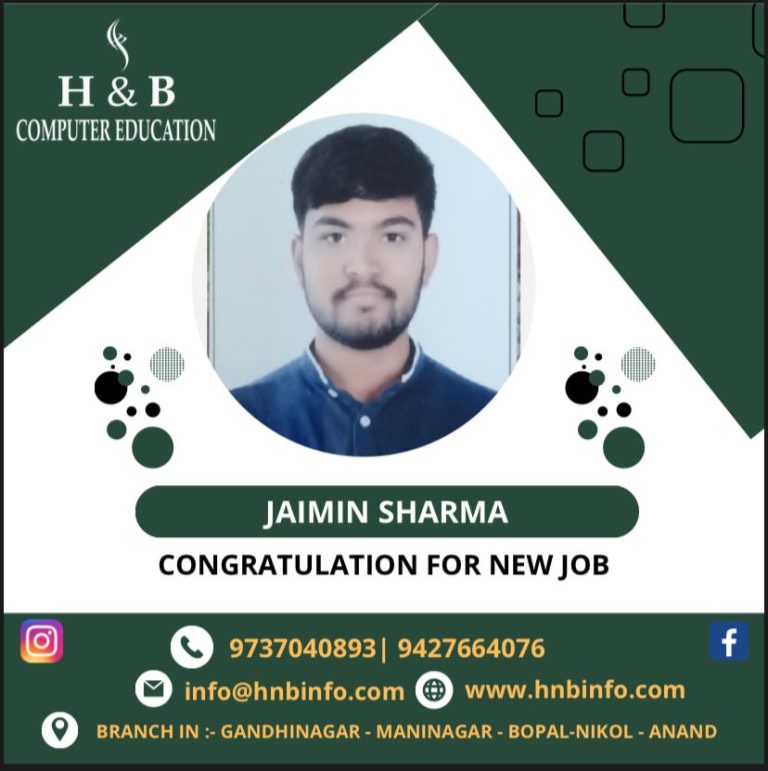 H & B
COMPUTER EDUCATION
JAIMIN SHARMA
CONGRATULATION FOR NEW JOB
9737040893| 9427664076
info@hnbinfo.com www.hnbinfo.com
BRANCH IN :- GANDHINAGAR - MANINAGAR - BOPAL-NIKOL - ANAND